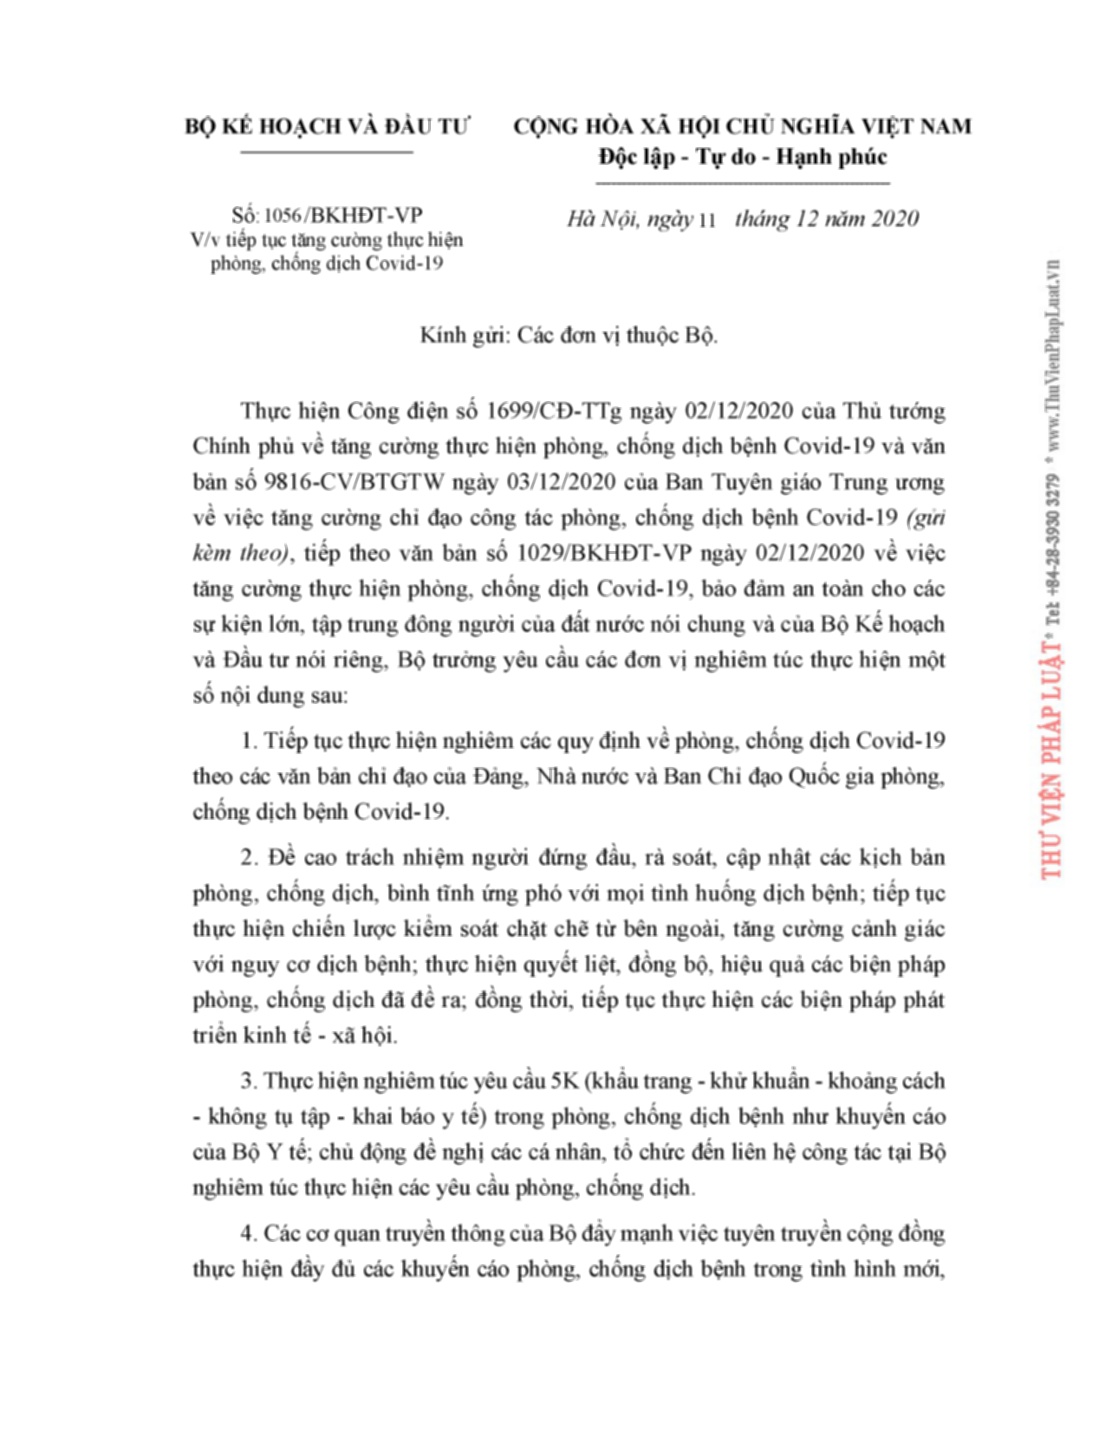 BỘ KẾ HOẠCH VÀ ĐẦU TƯ
CỘNG HÒA XÃ HỘI CHỦ NGHĨA VIỆT NAM
Độc lập - Tự do - Hạnh phúc
Số: 1056/BKHĐT-VP
V/v tiếp tục tăng cường thực hiện
phòng, chống dịch Covid-19
Hà Nội, ngày 11 tháng 12 năm 2020
Kính gửi: Các đơn vị thuộc Bộ.
Thực hiện Công điện số 1699/CĐ-TTg ngày 02/12/2020 của Thủ tướng
Chính phủ về tăng cường thực hiện phòng, chống dịch bệnh Covid-19 và văn
bản số 9816-CV/BTGTW ngày 03/12/2020 của Ban Tuyên giáo Trung ương
về việc tăng cường chỉ đạo công tác phòng, chống dịch bệnh Covid-19 (gửi
kèm theo), tiếp theo văn bản số 1029/BKHĐT-VP ngày 02/12/2020 về việc
tăng cường thực hiện phòng, chống dịch Covid-19, bảo đảm an toàn cho các
sự kiện lớn, tập trung đông người của đất nước nói chung và của Bộ Kế hoạch
và Đầu tư nói riêng, Bộ trưởng yêu cầu các đơn vị nghiêm túc thực hiện một
số nội dung sau:
1. Tiếp tục thực hiện nghiêm các quy định về phòng, chống dịch Covid-19
theo các văn bản chỉ đạo của Đảng, Nhà nước và Ban Chỉ đạo Quốc gia phòng,
chống dịch bệnh Covid-19.
2. Đề cao trách nhiệm người đứng đầu, rà soát, cập nhật các kịch bản
phòng, chống dịch, bình tĩnh ứng phó với mọi tình huống dịch bệnh; tiếp tục
thực hiện chiến lược kiểm soát chặt chẽ từ bên ngoài, tăng cường cảnh giác
với nguy cơ dịch bệnh; thực hiện quyết liệt, đồng bộ, hiệu quả các biện pháp
phòng, chống dịch đã đề ra; đồng thời, tiếp tục thực hiện các biện pháp phát
triển kinh tế - xã hội.
3. Thực hiện nghiêm túc yêu cầu 5K (khẩu trang - khử khuẩn - khoảng cách
- không tụ tập - khai báo y tế) trong phòng, chống dịch bệnh như khuyến cáo
của Bộ Y tế; chủ động đề nghị các cá nhân, tổ chức đến liên hệ công tác tại Bộ
nghiêm túc thực hiện các yêu cầu phòng, chống dịch.
4. Các cơ quan truyền thông của Bộ đẩy mạnh việc tuyên truyền cộng đồng
thực hiện đầy đủ các khuyến cáo phòng, chống dịch bệnh trong tình hình mới,
THƯ VIỆN PHÁP LUẬT * Tel: +84-28-3930 3279 * www.ThuVienPhapLuat.vn